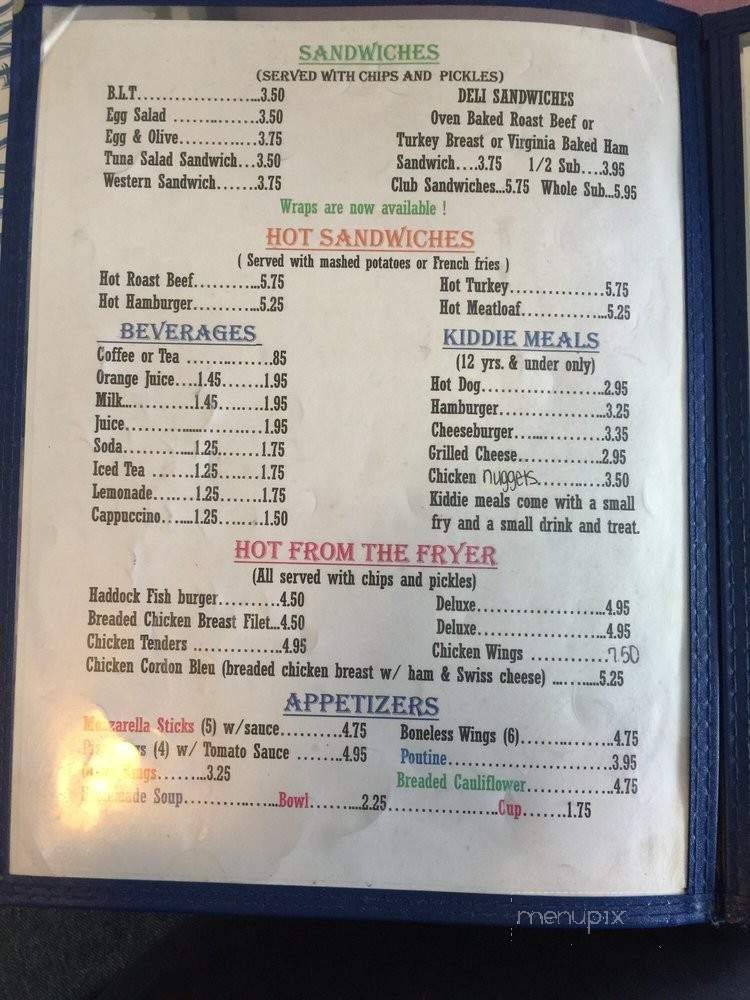 SANDWICHES
(SERVED WITH CHIPS AND PICKLES)
B.L.T.....................3.50
Egg Salad ................3.50
Egg & Olive...............3.75
Tuna Salad Sandwich...3.50
Western Sandwich.......3.75
DELI SANDWICHES
Oven Baked Roast Beef or
Turkey Breast or Virginia Baked Ham
Sandwich....3.75 1/2 Sub....3.95
Club Sandwiches...5.75 Whole Sub...5.95
Wraps are now available !
HOT SANDWICHES
( Served with mashed potatoes or French fries )
Hot Roast Beef............5.75
Hot Hamburger............5.25
Hot Turkey...............5.75
Hot Meatloaf...............5.25
BEVERAGES
Coffee or Tea ................85
Orange Juice....1.45.......1.95
Milk............1.45........1.95
Juice.........................1.95
Soda............1.25.......1.75
Iced Tea .......1.25.......1.75
Lemonade.......1.25.......1.75
Cappuccino......1.25.......1.50
KIDDIE MEALS
(12 yrs. & under only)
Hot Dog....................2.95
Hamburger.................3.25
Cheeseburger...............3.35
Grilled Cheese..............2.95
Chicken nuggets...........3.50
Kiddie meals come with a small
fry and a small drink and treat.
HOT FROM THE FRYER
(All served with chips and pickles)
Haddock Fish burger..........4.50
Breaded Chicken Breast Filet...4.50
Chicken Tenders ..............4.95
Deluxe.....................4.95
Deluxe.....................4.95
Chicken Wings ............7.50
Chicken Cordon Bleu (breaded chicken breast w/ ham & Swiss cheese) ........5.25
APPETIZERS
Mozzarella Sticks (5) w/sauce..........4.75
(4) w/ Tomato Sauce .......4.95
........3.25
Homemade Soup...............Bowl........2.25...................Cup.......1.75
Boneless Wings (6)...............4.75
Poutine...........................3.95
Breaded Cauliflower..............4.75
menupix